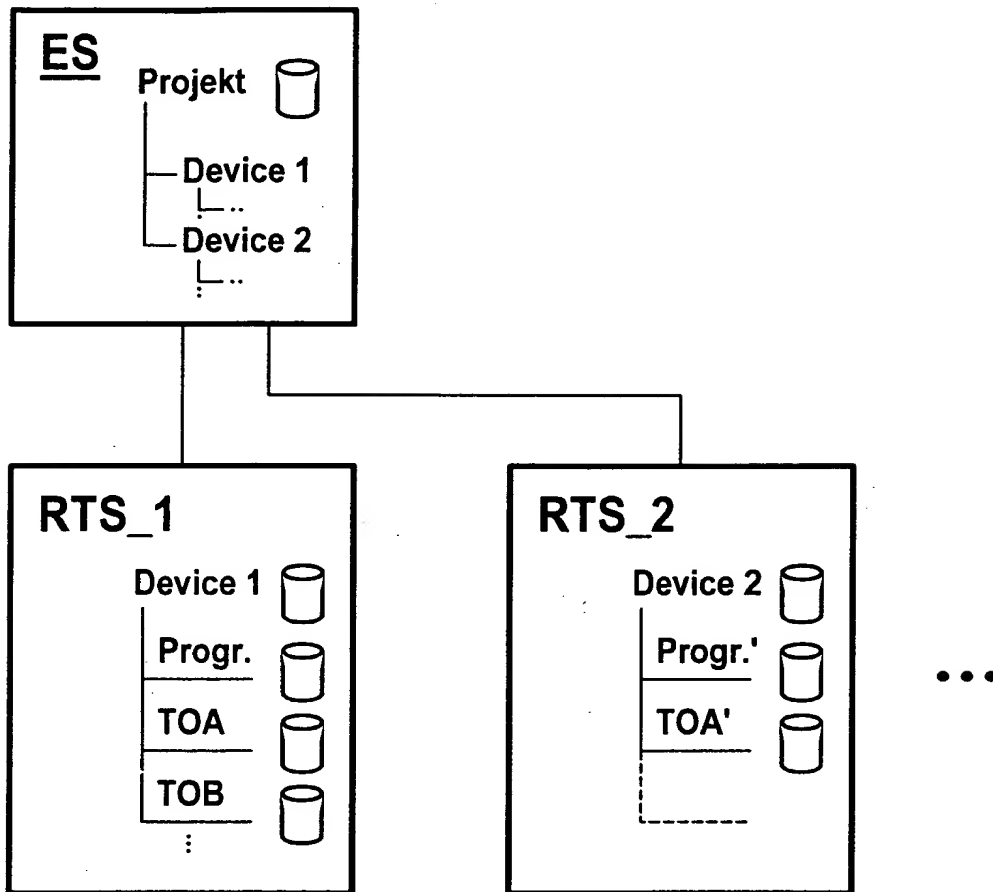 ES
Projekt
Device 1
Device 2
RTS_1
Device 1
Progr.
TOA
TOB
RTS_2
Device 2
Progr.'
TOA'